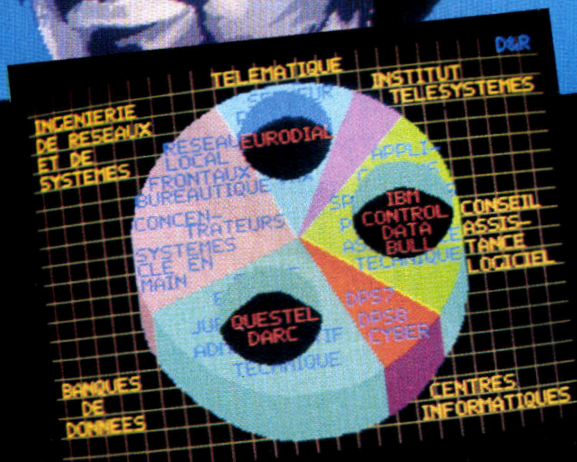 D&R
TELEMATIQUE
INSTITUT
TELESYSTEMES
INGENIERIE
DE RESEAUX
ET DE
SYSTEMES
EURODIAL
RESEAU
LOCAL
FRONTAUX
BUREAUTIQUE
CONCEN-
TRATEURS
SYSTEMES
CLE EN
MAIN
APPLI-
IBM
CONTROL
DATA
BULL
TECHNIQUE
CONSEIL
ASSIS-
TANCE
LOGICIEL
DPS7
DPS8
CYBER
QUESTEL
DARC
TECHNIQUE
BANQUES
DE
DONNEES
CENTRES
INFORMATIQUES